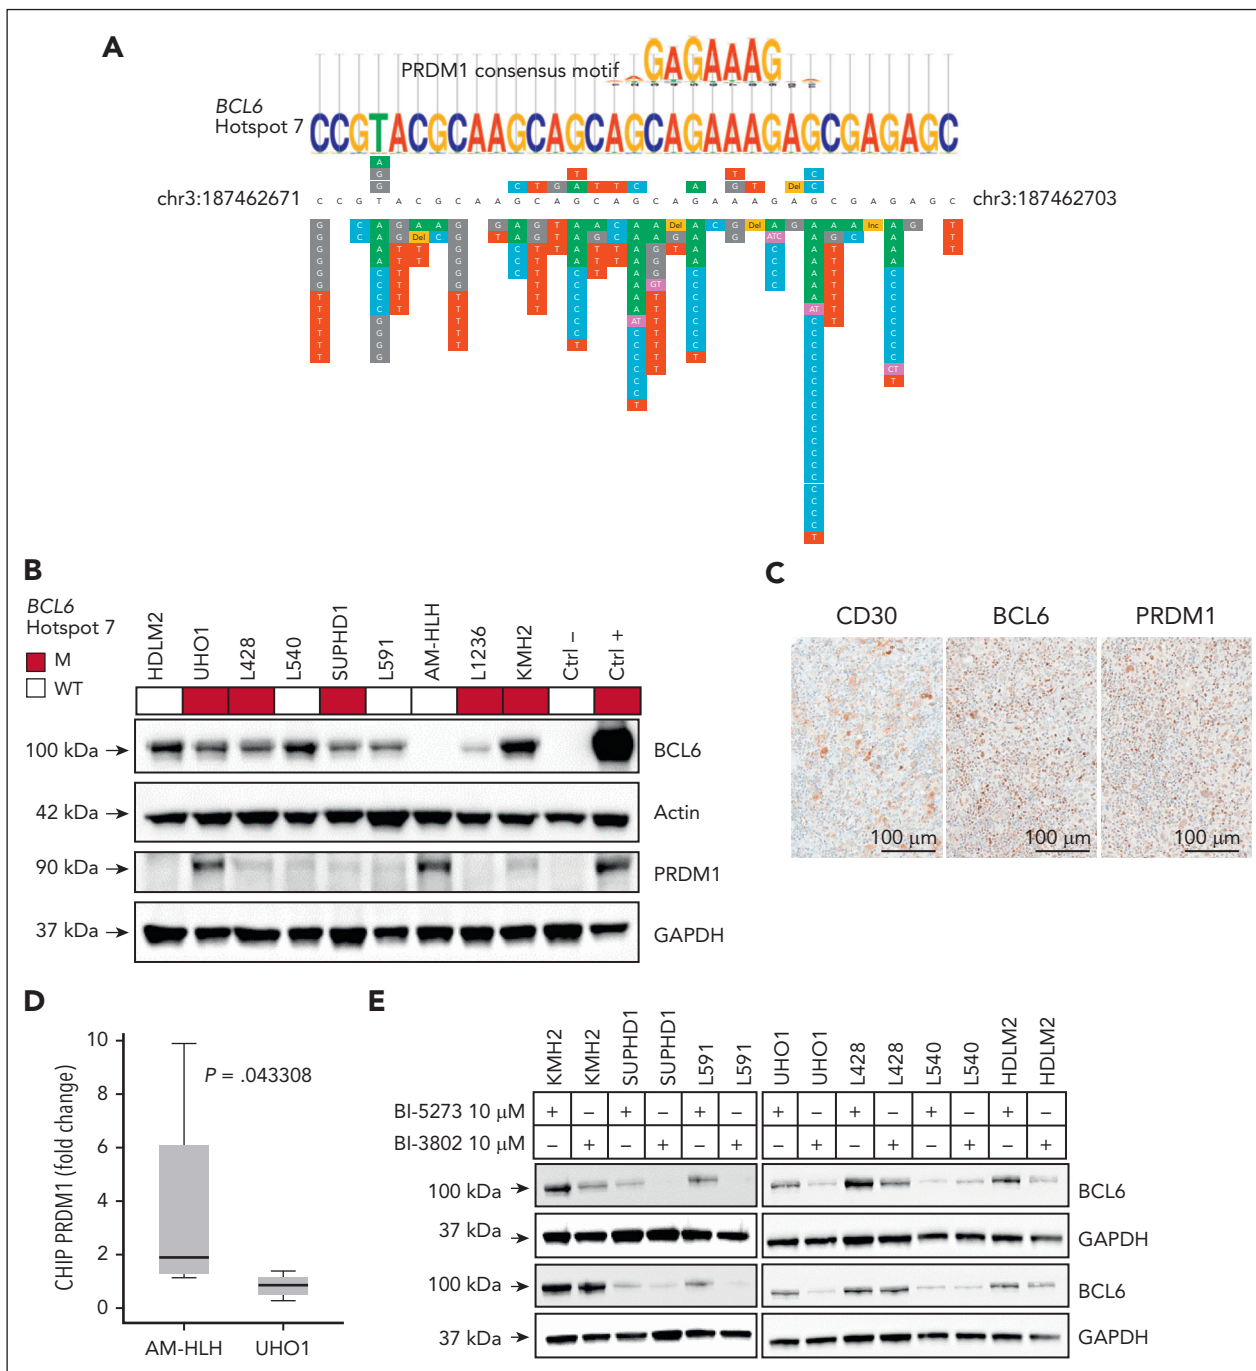 A
PRDM1 consensus motif
GAGAAAG
BCL6
Hotspot 7
CCGTACGCAAGCAGCAGCAGAAAGAGCGAGAGC
chr3:187462671
C C G T A C G C A A G C A G C A G C A G A A A G A G C G A G A G C
chr3:187462703
B
BCL6
Hotspot 7
M
WT
HDLM2
UHO1
L428
L540
SUPHD1
L591
AM-HLH
L1236
KMH2
Ctrl –
Ctrl +
100 kDa
BCL6
42 kDa
Actin
90 kDa
PRDM1
37 kDa
GAPDH
C
CD30
BCL6
PRDM1
100 μm
100 μm
100 μm
D
CHIP PRDM1 (fold change)
10
8
6
4
2
0
P = .043308
AM-HLH
UHO1
E
KMH2
KMH2
SUPHD1
SUPHD1
L591
L591
UHO1
UHO1
L428
L428
L540
L540
HDLM2
HDLM2
BI-5273 10 μM + – + – + – + – + – + – + –
BI-3802 10 μM – + – + – + – + – + – + – +
100 kDa
BCL6
37 kDa
GAPDH
100 kDa
BCL6
37 kDa
GAPDH